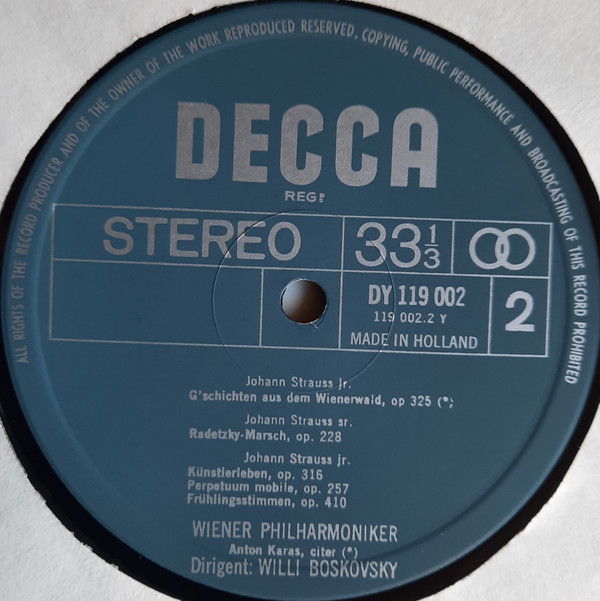 ALL RIGHTS OF THE RECORD PRODUCER AND OF THE OWNER OF THE WORK REPRODUCED RESERVED. COPYING, PUBLIC PERFORMANCE AND BROADCASTING OF THIS RECORD PROHIBITED
DECCA
REGD
STEREO 33 1/3
DY 119 002
119 002.2 Y
2
MADE IN HOLLAND
Johann Strauss jr.
G'schichten aus dem Wienerwald, op 325 (*)
Johann Strauss sr.
Radetzky-Marsch, op. 228
Johann Strauss jr.
Künstlerleben, op. 316
Perpetuum mobile, op. 257
Frühlingsstimmen, op. 410
WIENER PHILHARMONIKER
Anton Karas, citer (*)
Dirigent: WILLI BOSKOVSKY